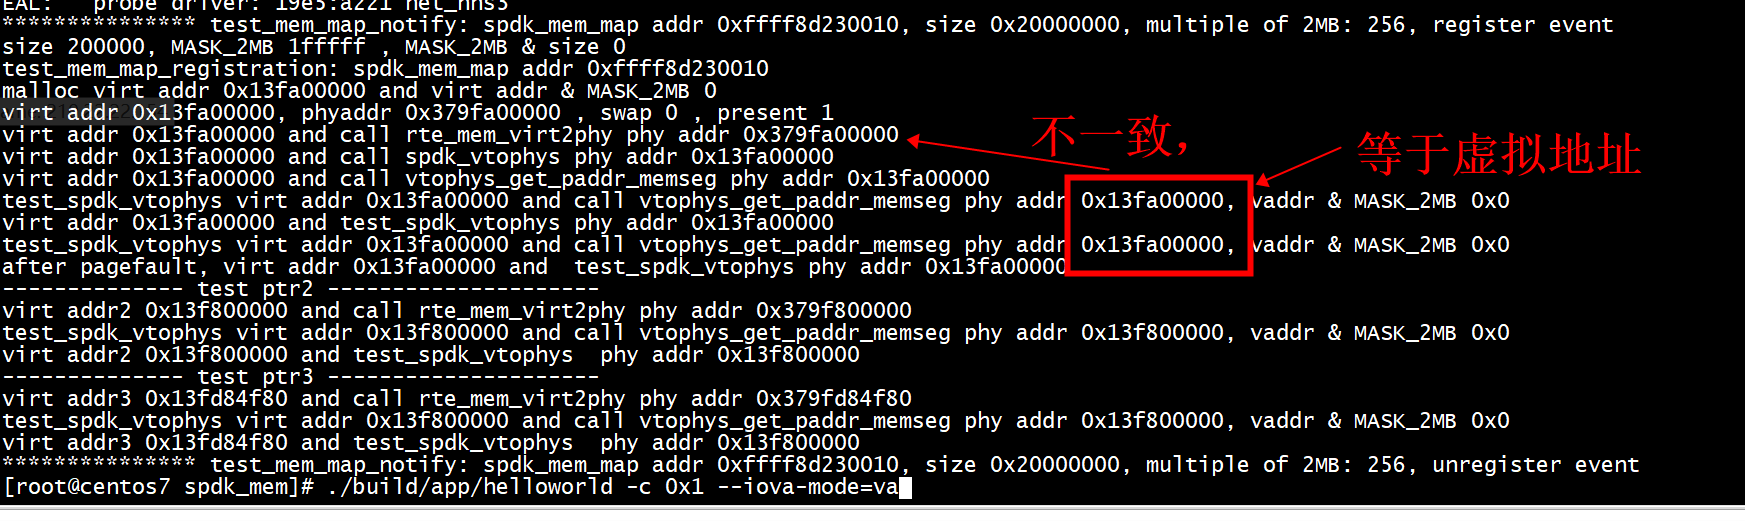 EAL:   probe driver: 19e5:a221 net_hns3
*************** test_mem_map_notify: spdk_mem_map addr 0xffff8d230010, size 0x20000000, multiple of 2MB: 256, register event
size 200000, MASK_2MB 1fffff , MASK_2MB & size 0
test_mem_map_registration: spdk_mem_map addr 0xffff8d230010
malloc virt addr 0x13fa00000 and virt addr & MASK_2MB 0
virt addr 0x13fa00000, phyaddr 0x379fa00000 , swap 0 , present 1
virt addr 0x13fa00000 and call rte_mem_virt2phy phy addr 0x379fa00000
不一致，
等于虚拟地址
virt addr 0x13fa00000 and call spdk_vtophys phy addr 0x13fa00000
virt addr 0x13fa00000 and call vtophys_get_paddr_memseg phy addr 0x13fa00000
test_spdk_vtophys virt addr 0x13fa00000 and call vtophys_get_paddr_memseg phy addr 0x13fa00000, vaddr & MASK_2MB 0x0
virt addr 0x13fa00000 and test_spdk_vtophys phy addr 0x13fa00000
test_spdk_vtophys virt addr 0x13fa00000 and call vtophys_get_paddr_memseg phy addr 0x13fa00000, vaddr & MASK_2MB 0x0
after pagefault, virt addr 0x13fa00000 and  test_spdk_vtophys phy addr 0x13fa00000
-------------- test ptr2 ---------------------
virt addr2 0x13f800000 and call rte_mem_virt2phy phy addr 0x379f800000
test_spdk_vtophys virt addr 0x13f800000 and call vtophys_get_paddr_memseg phy addr 0x13f800000, vaddr & MASK_2MB 0x0
virt addr2 0x13f800000 and test_spdk_vtophys  phy addr 0x13f800000
-------------- test ptr3 ---------------------
virt addr3 0x13fd84f80 and call rte_mem_virt2phy phy addr 0x379fd84f80
test_spdk_vtophys virt addr 0x13f800000 and call vtophys_get_paddr_memseg phy addr 0x13f800000, vaddr & MASK_2MB 0x0
virt addr3 0x13fd84f80 and test_spdk_vtophys  phy addr 0x13f800000
*************** test_mem_map_notify: spdk_mem_map addr 0xffff8d230010, size 0x20000000, multiple of 2MB: 256, unregister event
[root@centos7 spdk_mem]# ./build/app/helloworld -c 0x1 --iova-mode=va